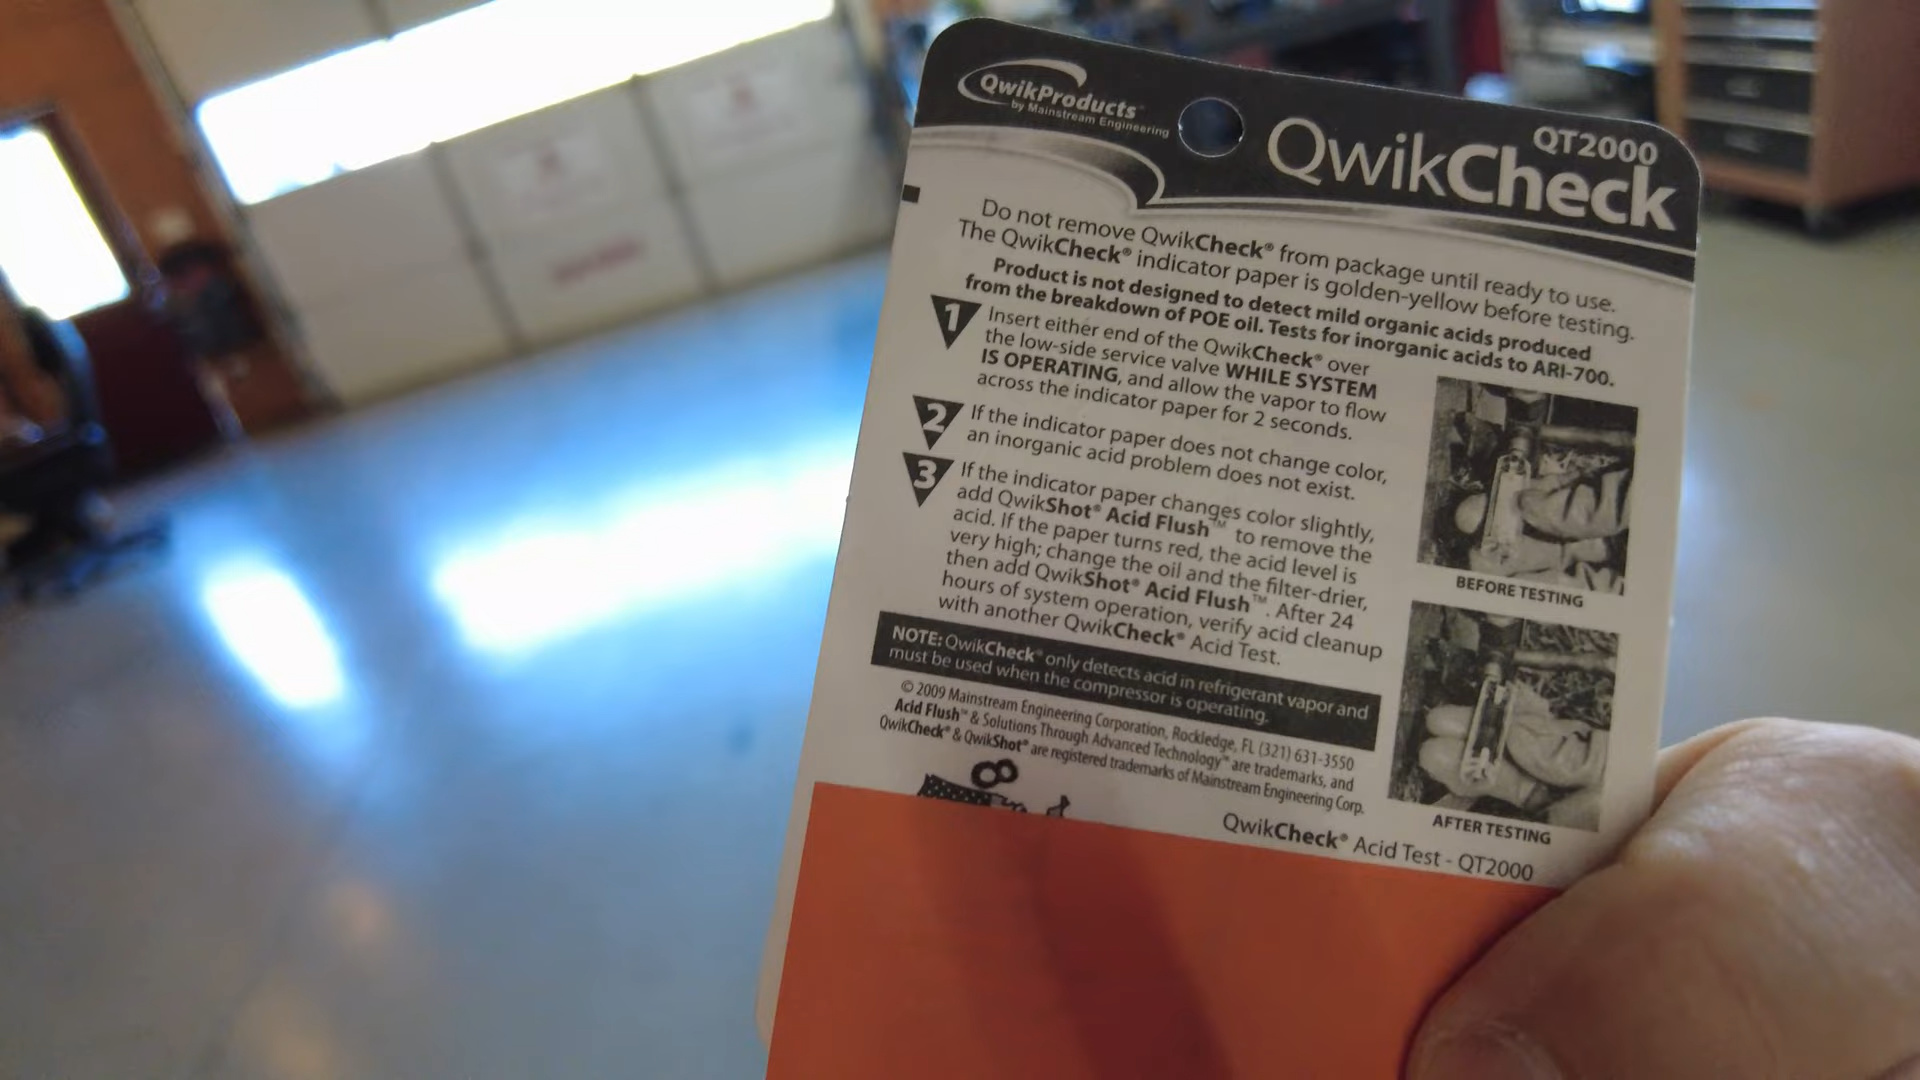 QwikProducts™
by Mainstream Engineering
QT2000
QwikCheck
Do not remove QwikCheck® from package until ready to use.
The QwikCheck® indicator paper is golden-yellow before testing.
Product is not designed to detect mild organic acids produced
from the breakdown of POE oil. Tests for inorganic acids to ARI-700.
1 Insert either end of the QwikCheck® over
the low-side service valve WHILE SYSTEM
IS OPERATING, and allow the vapor to flow
across the indicator paper for 2 seconds.
2 If the indicator paper does not change color,
an inorganic acid problem does not exist.
3 If the indicator paper changes color slightly,
add QwikShot® Acid Flush™ to remove the
acid. If the paper turns red, the acid level is
very high; change the oil and the filter-drier,
then add QwikShot® Acid Flush™. After 24
hours of system operation, verify acid cleanup
with another QwikCheck® Acid Test.
BEFORE TESTING
AFTER TESTING
NOTE: QwikCheck® only detects acid in refrigerant vapor and
must be used when the compressor is operating.
© 2009 Mainstream Engineering Corporation, Rockledge, FL (321) 631-3550
Acid Flush™ & Solutions Through Advanced Technology™ are trademarks, and
QwikCheck® & QwikShot® are registered trademarks of Mainstream Engineering Corp.
QwikCheck® Acid Test - QT2000